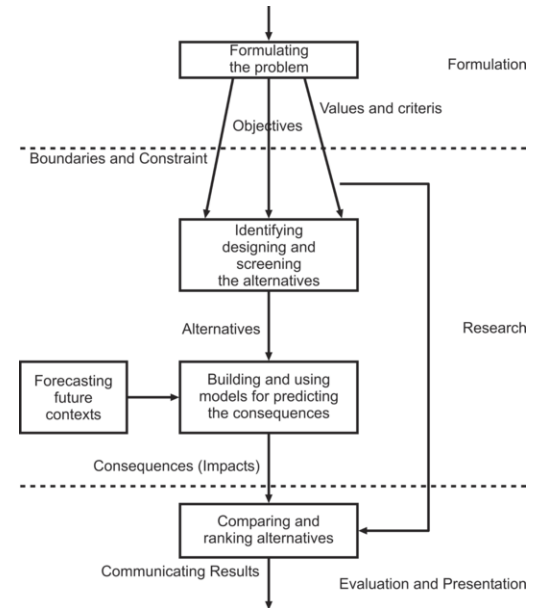 Formulating
the problem
Formulation
Values and criteris
Objectives
Boundaries and Constraint
Identifying
designing and
screening
the alternatives
Alternatives
Research
Forecasting
future
contexts
Building and using
models for predicting
the consequences
Consequences (Impacts)
Comparing and
ranking alternatives
Communicating Results
Evaluation and Presentation